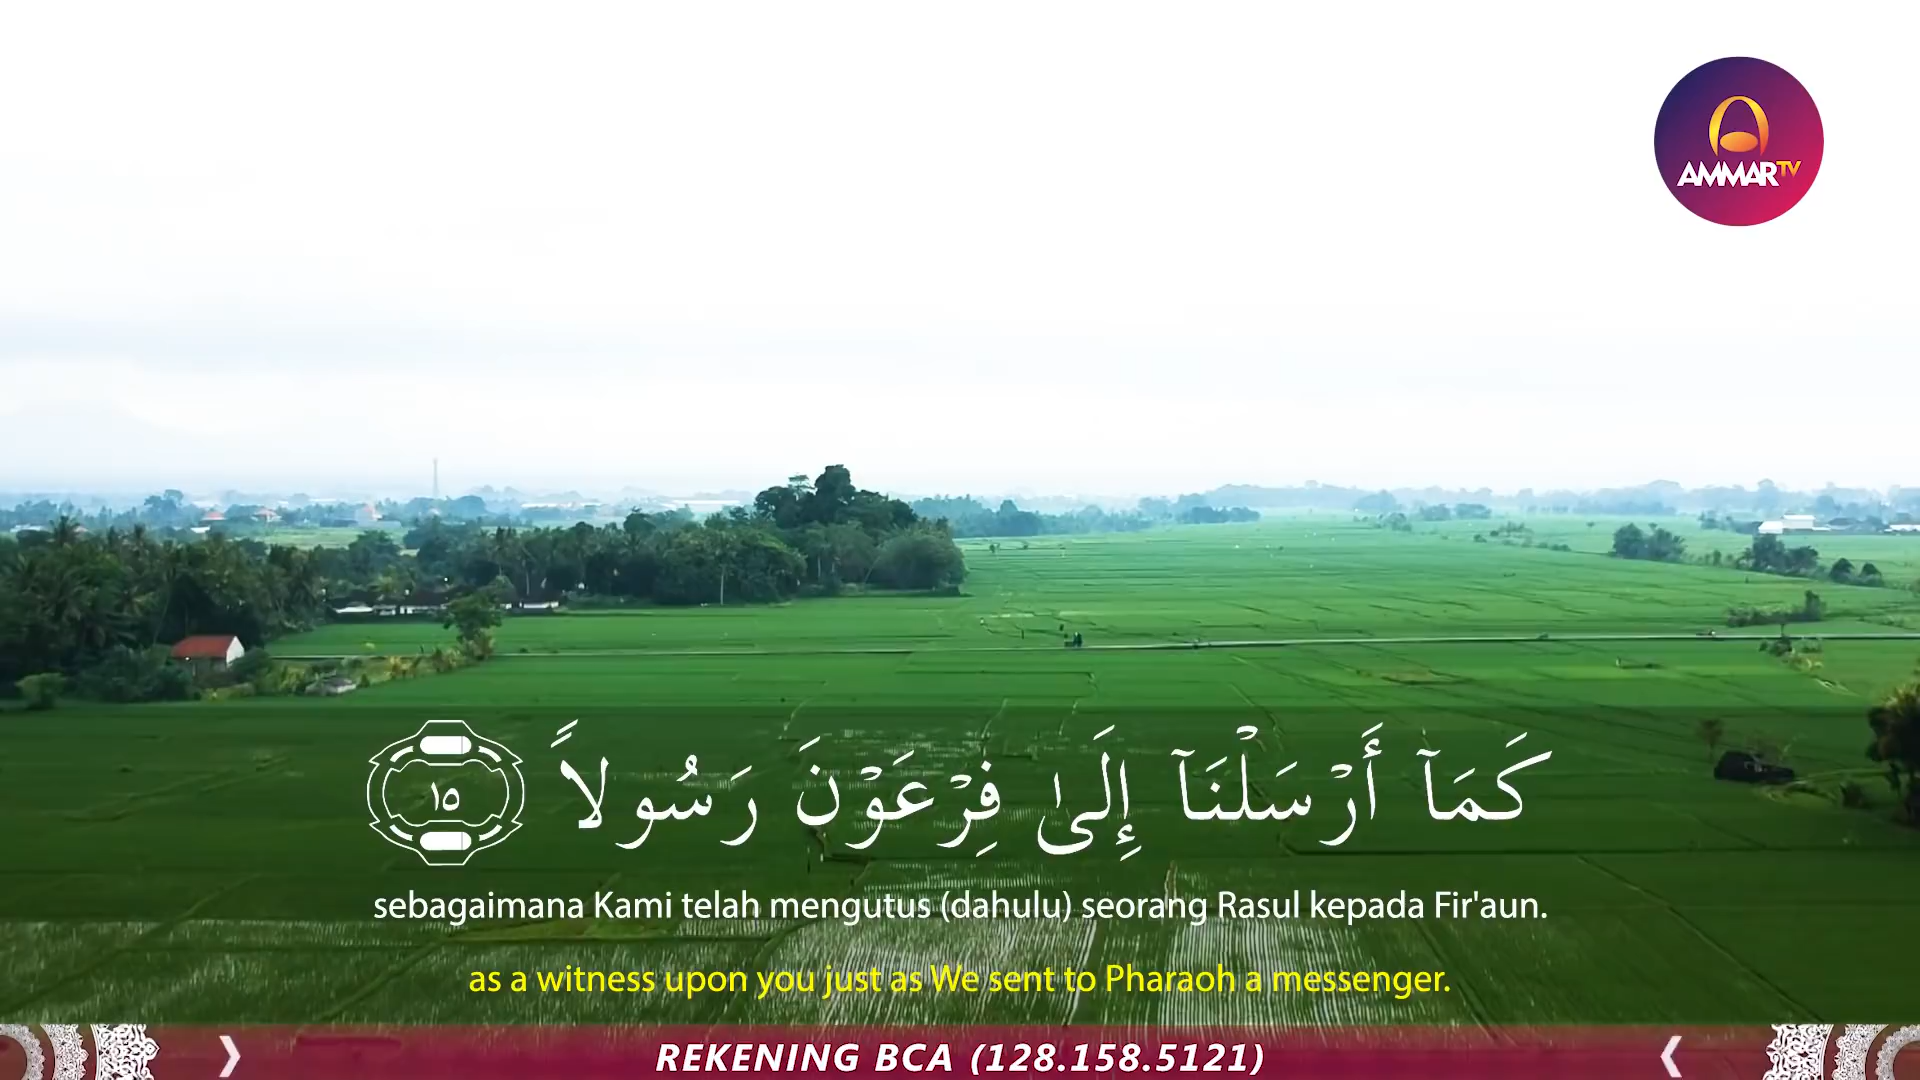 AMMARTV
كَمَآ أَرْسَلْنَآ إِلَىٰ فِرْعَوْنَ رَسُولاً ١٥
sebagaimana Kami telah mengutus (dahulu) seorang Rasul kepada Fir'aun.
as a witness upon you just as We sent to Pharaoh a messenger.
REKENING BCA (128.158.5121)